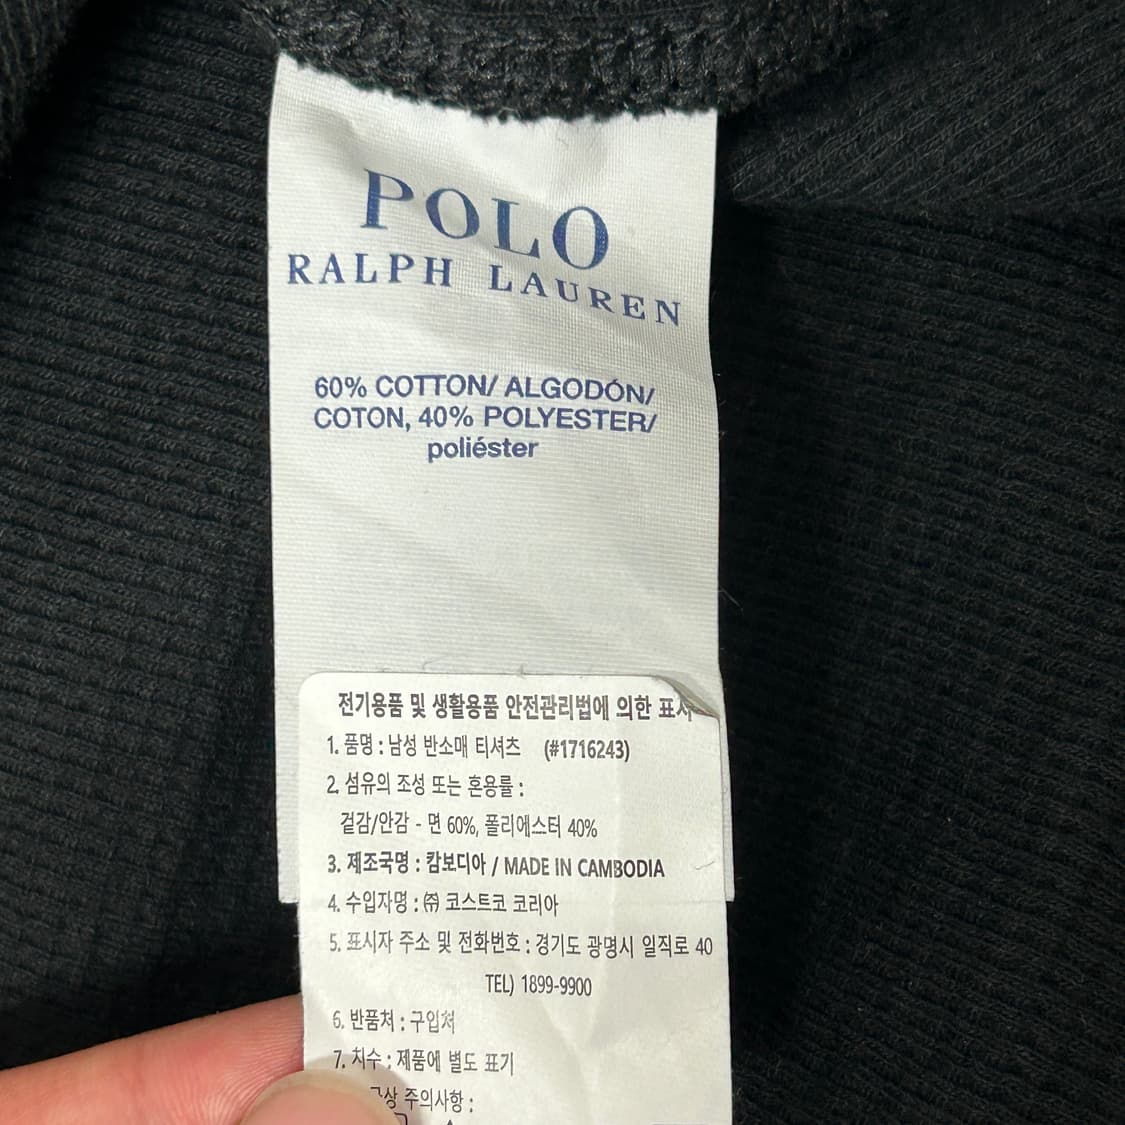 POLO
RALPH LAUREN
60% COTTON/ ALGODÓN/
COTON, 40% POLYESTER/
poliéster
전기용품 및 생활용품 안전관리법에 의한 표시
1. 품명 : 남성 반소매 티셔츠 (#1716243)
2. 섬유의 조성 또는 혼용률 :
겉감/안감 - 면 60%, 폴리에스터 40%
3. 제조국명 : 캄보디아 / MADE IN CAMBODIA
4. 수입자명 : ㈜ 코스트코 코리아
5. 표시자 주소 및 전화번호 : 경기도 광명시 일직로 40
TEL) 1899-9900
6. 반품처 : 구입처
7. 치수 : 제품에 별도 표기
주의사항 :